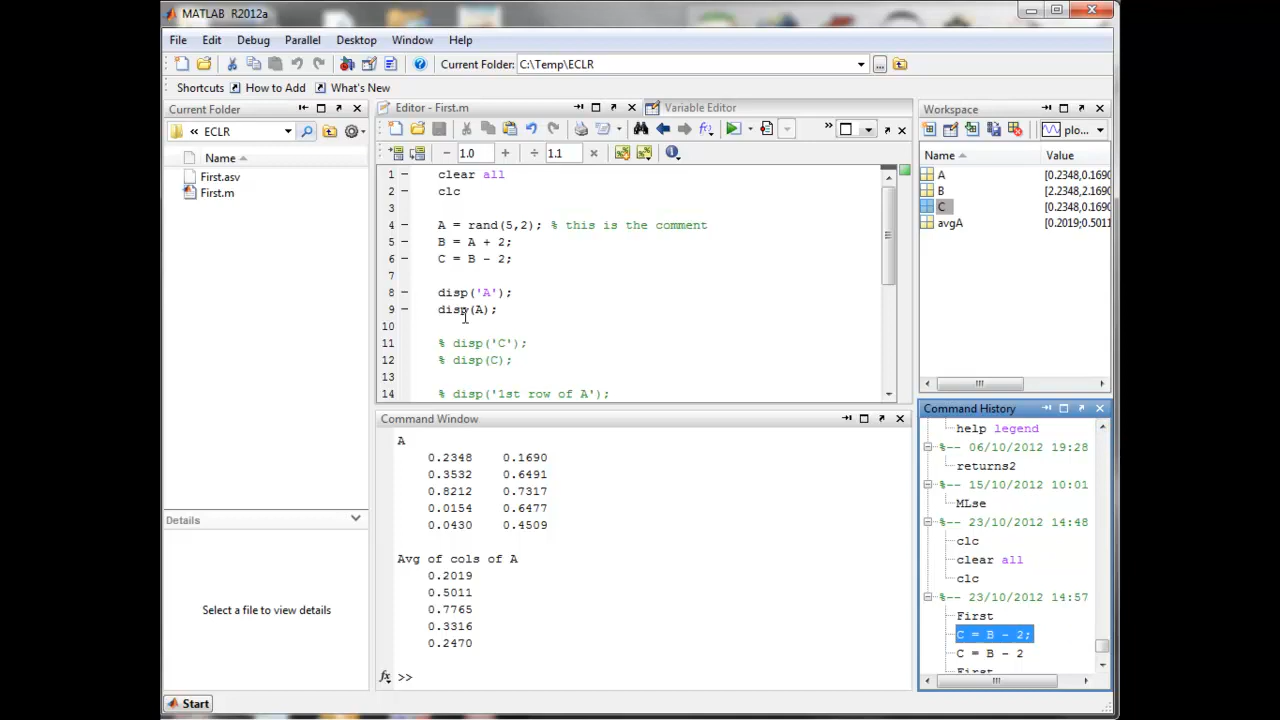 MATLAB R2012a
File Edit Debug Parallel Desktop Window Help
Current Folder: C:\Temp\ECLR
Shortcuts How to Add What's New
Current Folder
« ECLR
Name
First.asv
First.m
Details
Select a file to view details
Editor - First.m
Variable Editor
1.0
1.1
1 clear all
2 clc
3
4 A = rand(5,2); % this is the comment
5 B = A + 2;
6 C = B - 2;
7
8 disp('A');
9 disp(A);
10
11 % disp('C');
12 % disp(C);
13
14 % disp('1st row of A');
Command Window
A
0.2348 0.1690
0.3532 0.6491
0.8212 0.7317
0.0154 0.6477
0.0430 0.4509
Avg of cols of A
0.2019
0.5011
0.7765
0.3316
0.2470
fx >>
Workspace
plo...
Name Value
A [0.2348,0.1690
B [2.2348,2.1690
C [0.2348,0.1690
avgA [0.2019;0.5011
Command History
help legend
%-- 06/10/2012 19:28
returns2
%-- 15/10/2012 10:01
MLse
%-- 23/10/2012 14:48
clc
clear all
clc
%-- 23/10/2012 14:57
First
C = B - 2;
C = B - 2
First
Start